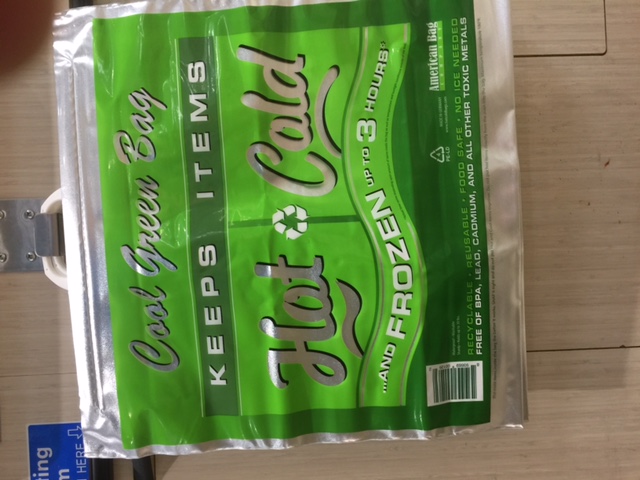 ting
m
HERE
Cool Green Bag
KEEPS ITEMS
Hot Cold
...AND FROZEN UP TO 3 HOURS
American Bag
COMPANY
PE-LD
RECYCLABLE • REUSABLE • FOOD SAFE • NO ICE NEEDED
FREE OF BPA, LEAD, CADMIUM, AND ALL OTHER TOXIC METALS